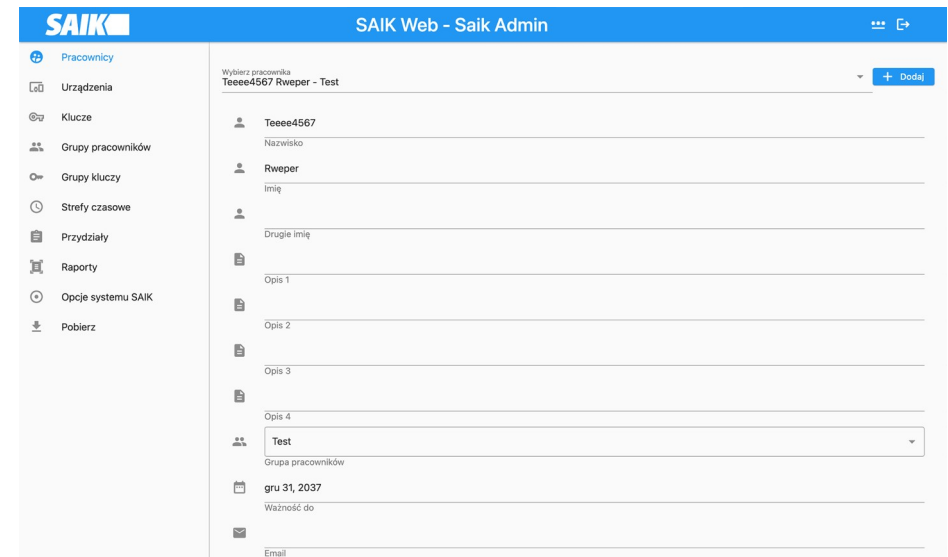 SAIK
SAIK Web - Saik Admin
Pracownicy
Urządzenia
Klucze
Grupy pracowników
Grupy kluczy
Strefy czasowe
Przydziały
Raporty
Opcje systemu SAIK
Pobierz
Wybierz pracownika
Teeee4567 Rweper - Test
+ Dodaj
Teeee4567
Nazwisko
Rweper
Imię
Drugie imię
Opis 1
Opis 2
Opis 3
Opis 4
Test
Grupa pracowników
gru 31, 2037
Ważność do
Email